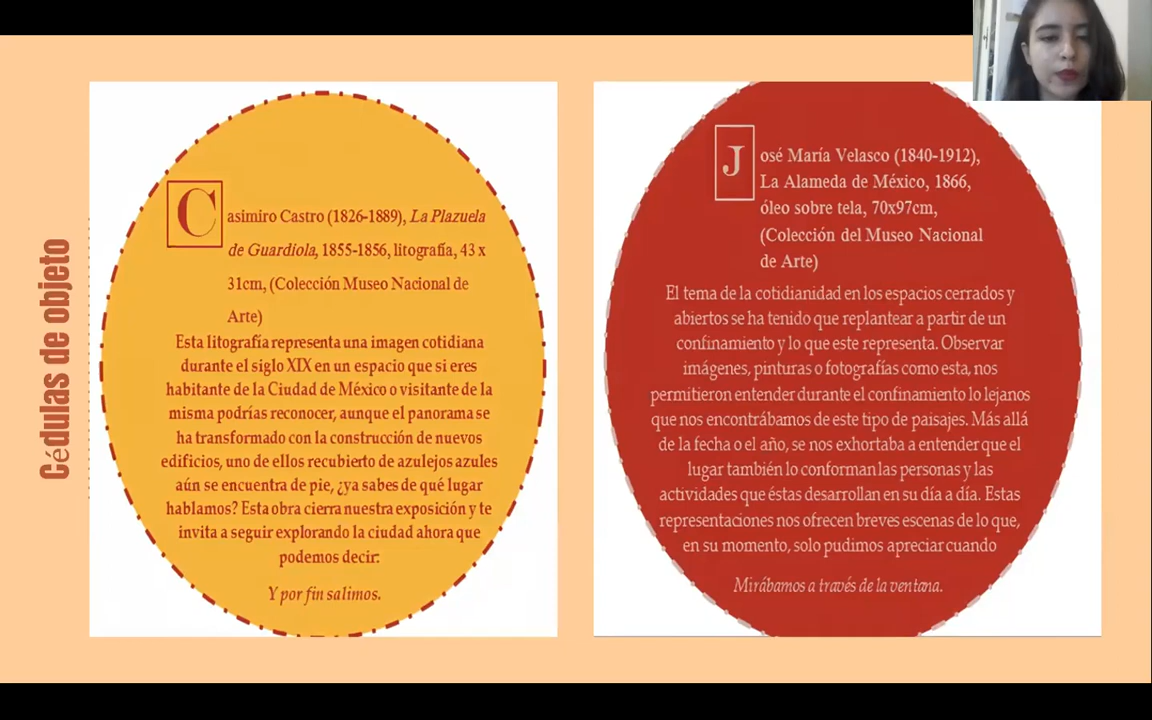 Cédulas de objeto
Casimiro Castro (1826-1889), La Plazuela
de Guardiola, 1855-1856, litografía, 43 x
31cm, (Colección Museo Nacional de
Arte)
Esta litografía representa una imagen cotidiana
durante el siglo XIX en un espacio que si eres
habitante de la Ciudad de México o visitante de la
misma podrías reconocer, aunque el panorama se
ha transformado con la construcción de nuevos
edificios, uno de ellos recubierto de azulejos azules
aún se encuentra de pie, ¿ya sabes de qué lugar
hablamos? Esta obra cierra nuestra exposición y te
invita a seguir explorando la ciudad ahora que
podemos decir:
Y por fin salimos.
José María Velasco (1840-1912),
La Alameda de México, 1866,
óleo sobre tela, 70x97cm,
(Colección del Museo Nacional
de Arte)
El tema de la cotidianidad en los espacios cerrados y
abiertos se ha tenido que replantear a partir de un
confinamiento y lo que este representa. Observar
imágenes, pinturas o fotografías como esta, nos
permitieron entender durante el confinamiento lo lejanos
que nos encontrábamos de este tipo de paisajes. Más allá
de la fecha o el año, se nos exhortaba a entender que el
lugar también lo conforman las personas y las
actividades que éstas desarrollan en su día a día. Estas
representaciones nos ofrecen breves escenas de lo que,
en su momento, solo pudimos apreciar cuando
Mirábamos a través de la ventana.